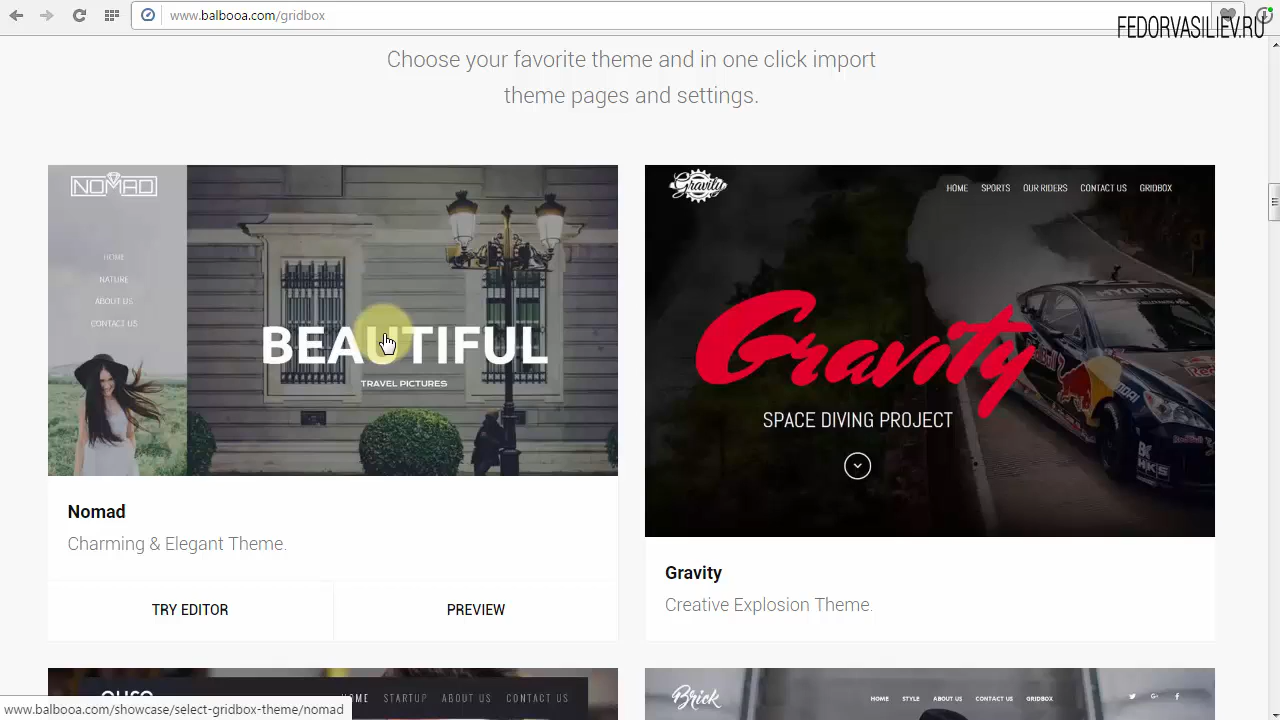 www.balbooa.com/gridbox
FEDORVASILIEV.RU
Choose your favorite theme and in one click import
theme pages and settings.
NOMAD
HOME
NATURE
ABOUT US
CONTACT US
BEAUTIFUL
TRAVEL PICTURES
Nomad
Charming & Elegant Theme.
TRY EDITOR
PREVIEW
Gravity
HOME SPORTS OUR RIDERS CONTACT US GRIDBOX
HYUNDAI
Gravity
SPACE DIVING PROJECT
Gravity
Creative Explosion Theme.
HOME STARTUP ABOUT US CONTACT US
Brick
HOME STYLE ABOUT US CONTACT US GRIDBOX
www.balbooa.com/showcase/select-gridbox-theme/nomad